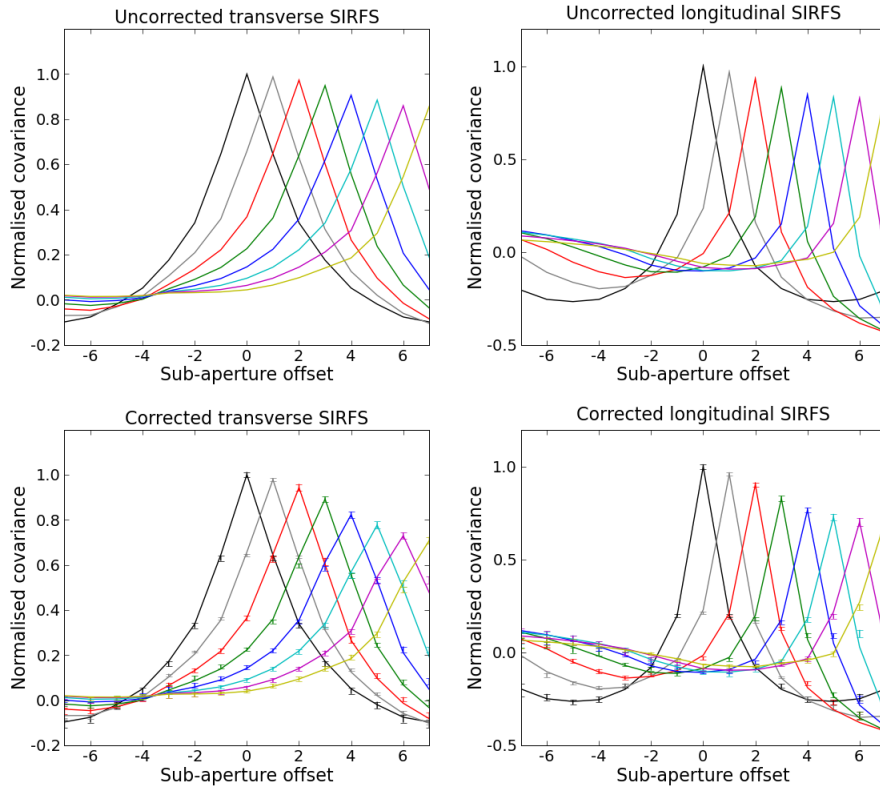 Uncorrected transverse SIRFS
Normalised covariance
1.0
0.8
0.6
0.4
0.2
0.0
-0.2
-6 -4 -2 0 2 4 6
Sub-aperture offset
Uncorrected longitudinal SIRFS
Normalised covariance
1.0
0.5
0.0
-0.5
-6 -4 -2 0 2 4 6
Sub-aperture offset
Corrected transverse SIRFS
Normalised covariance
1.0
0.8
0.6
0.4
0.2
0.0
-0.2
-6 -4 -2 0 2 4 6
Sub-aperture offset
Corrected longitudinal SIRFS
Normalised covariance
1.0
0.5
0.0
-0.5
-6 -4 -2 0 2 4 6
Sub-aperture offset